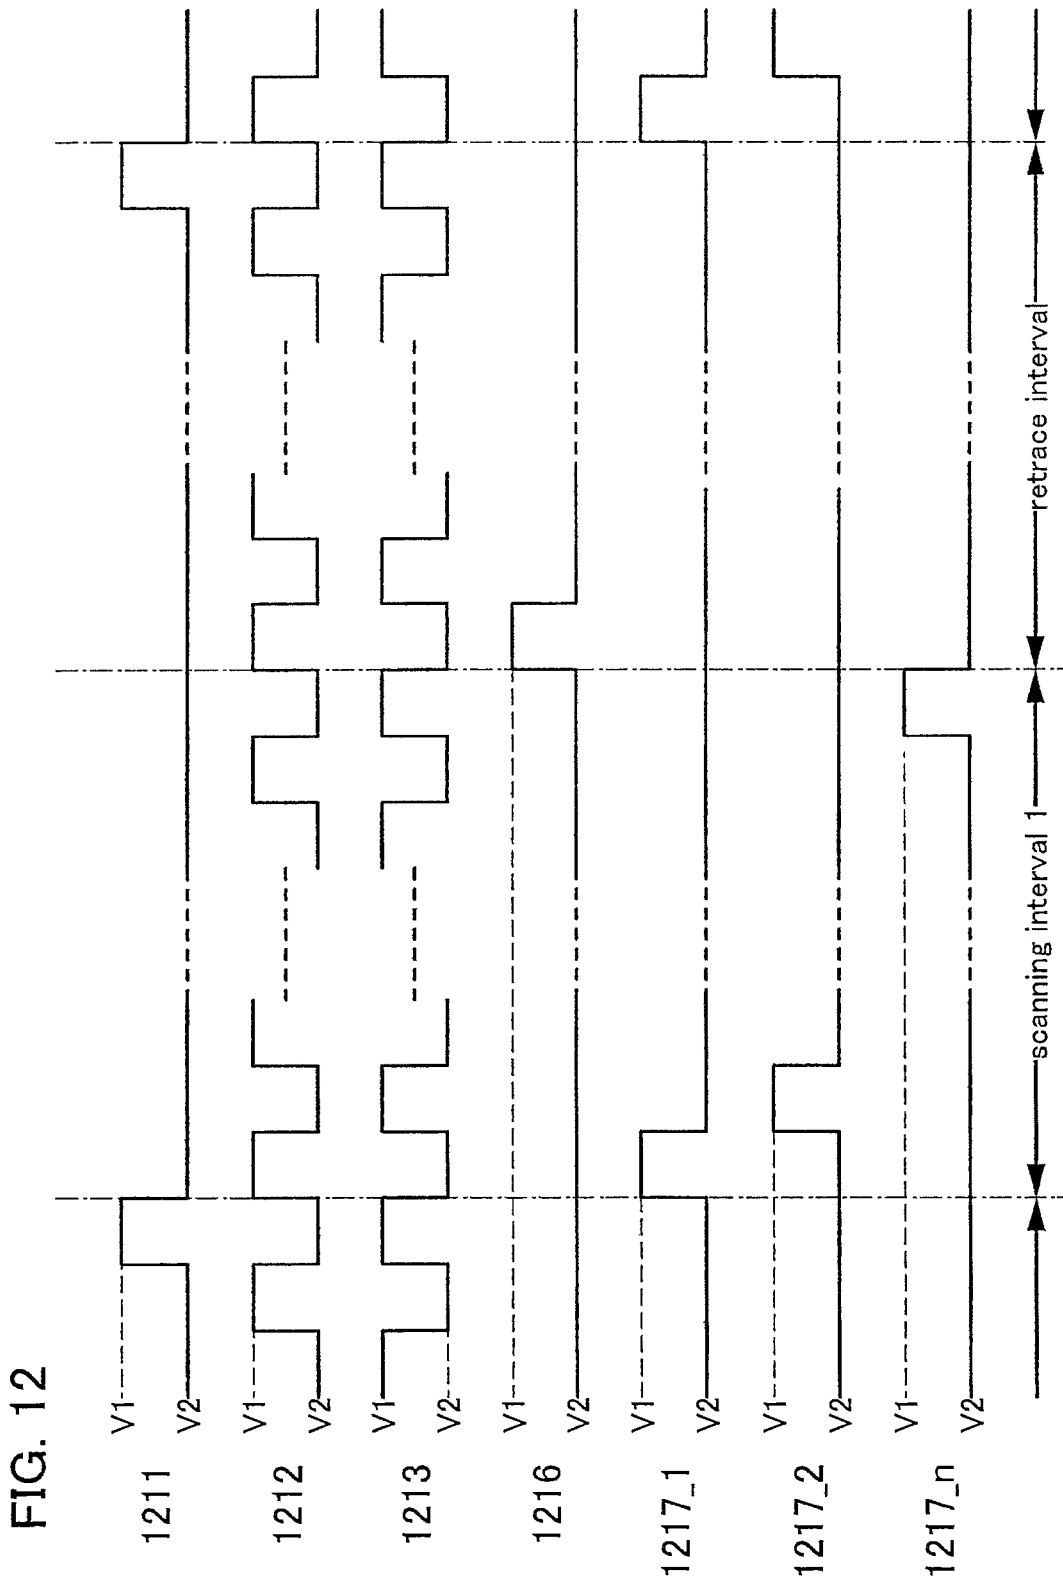 FIG. 12
1211
V1
V2
1212
V1
V2
1213
V1
V2
1216
V1
V2
1217_1
V1
V2
1217_2
V1
V2
1217_n
V1
V2
scanning interval 1
retrace interval